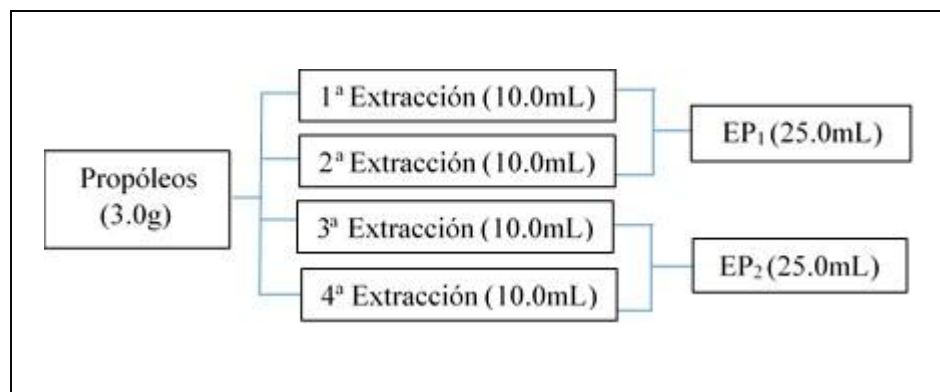 Propóleos
(3.0g)
1ª Extracción (10.0mL)
2ª Extracción (10.0mL)
3ª Extracción (10.0mL)
4ª Extracción (10.0mL)
EP₁ (25.0mL)
EP₂ (25.0mL)